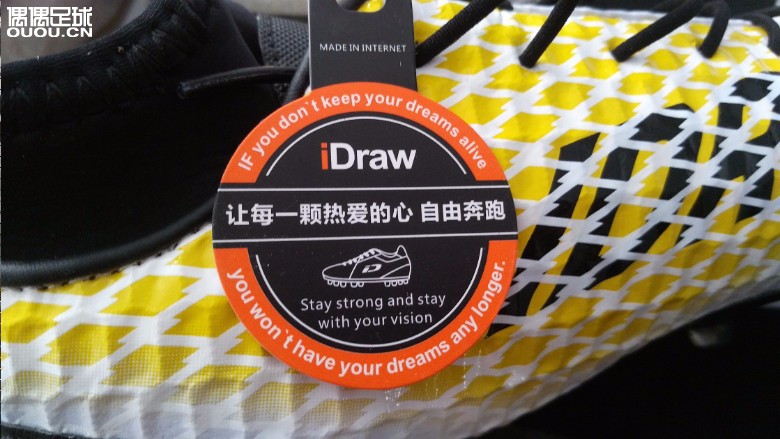 偶偶足球
OUOU.CN
MADE IN INTERNET
IF you don`t keep your dreams alive
iDraw
让每一颗热爱的心 自由奔跑
iD
Stay strong and stay
with your vision
you won`t have your dreams any longer.